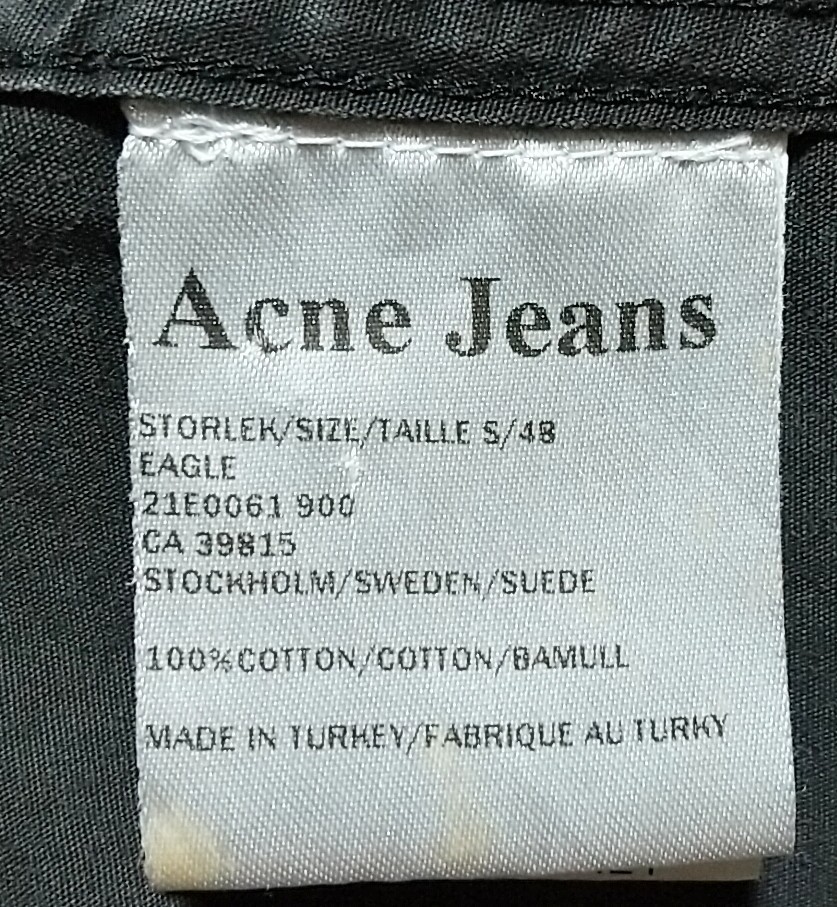 Acne Jeans
STORLEK/SIZE/TAILLE S/48
EAGLE
21E0061 900
CA 39815
STOCKHOLM/SWEDEN/SUEDE
100%COTTON/COTTON/BAMULL
MADE IN TURKEY/FABRIQUE AU TURKY